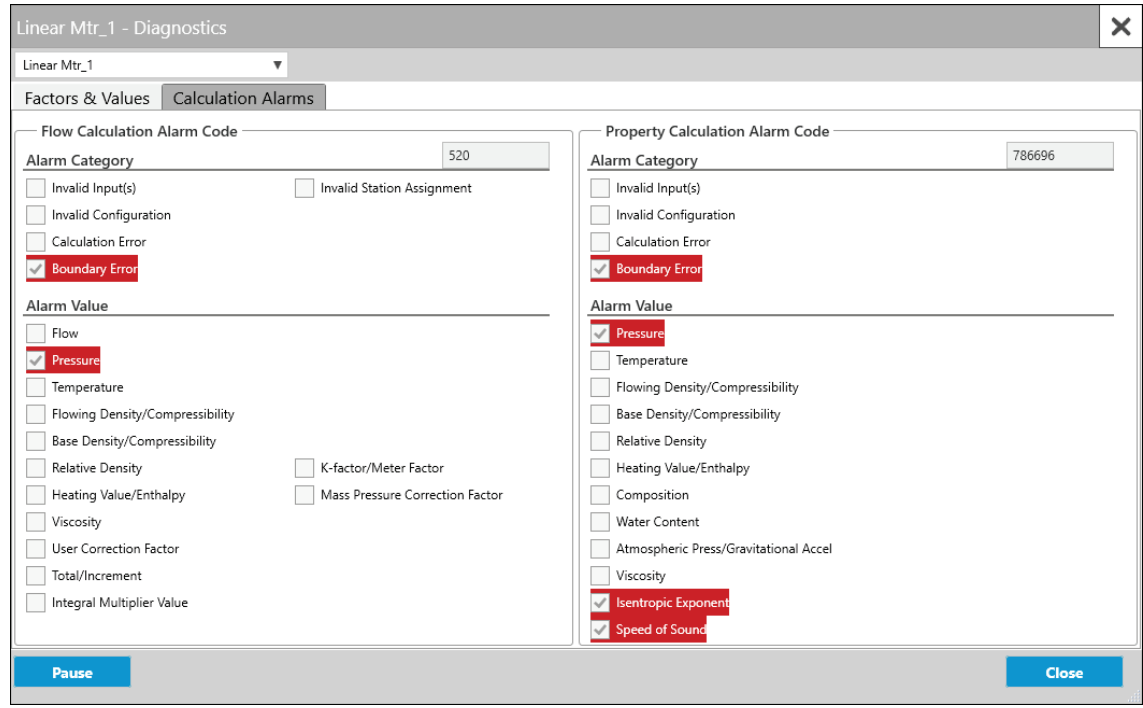 Linear Mtr_1 - Diagnostics
Linear Mtr_1
Factors & Values
Calculation Alarms
Flow Calculation Alarm Code
Alarm Category
520
Invalid Input(s)
Invalid Station Assignment
Invalid Configuration
Calculation Error
Boundary Error
Alarm Value
Flow
Pressure
Temperature
Flowing Density/Compressibility
Base Density/Compressibility
Relative Density
K-factor/Meter Factor
Heating Value/Enthalpy
Mass Pressure Correction Factor
Viscosity
User Correction Factor
Total/Increment
Integral Multiplier Value
Property Calculation Alarm Code
Alarm Category
786696
Invalid Input(s)
Invalid Configuration
Calculation Error
Boundary Error
Alarm Value
Pressure
Temperature
Flowing Density/Compressibility
Base Density/Compressibility
Relative Density
Heating Value/Enthalpy
Composition
Water Content
Atmospheric Press/Gravitational Accel
Viscosity
Isentropic Exponent
Speed of Sound
Pause
Close